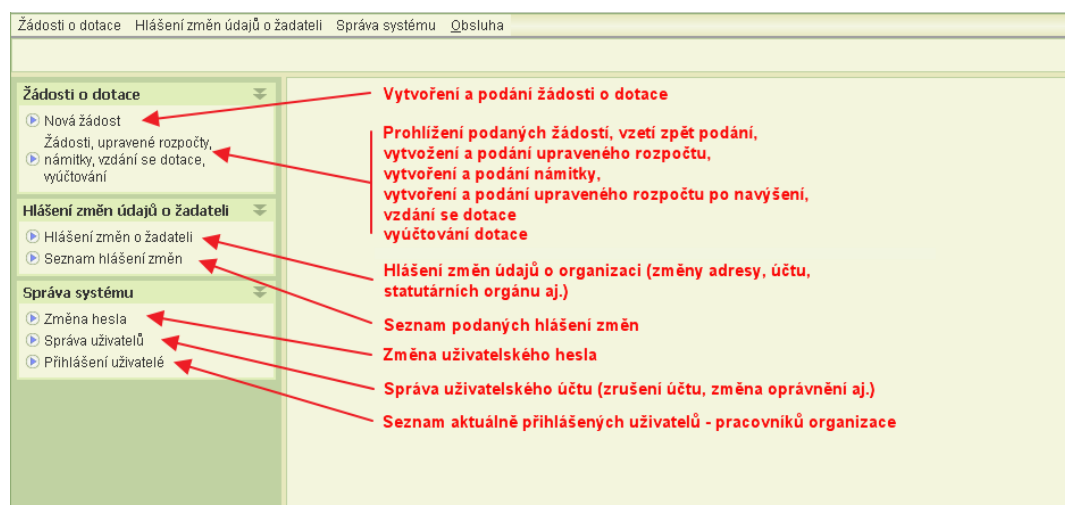 Žádosti o dotace Hlášení změn údajů o žadateli Správa systému Obsluha
Žádosti o dotace
Nová žádost
Žádosti, upravené rozpočty,
námitky, vzdání se dotace,
vyúčtování
Hlášení změn údajů o žadateli
Hlášení změn o žadateli
Seznam hlášení změn
Správa systému
Změna hesla
Správa uživatelů
Přihlášení uživatelé
Vytvoření a podání žádosti o dotace
Prohlížení podaných žádostí, vzetí zpět podání,
vytvožení a podání upraveného rozpočtu,
vytvoření a podání námitky,
vytvoření a podání upraveného rozpočtu po navýšení,
vzdání se dotace
vyúčtování dotace
Hlášení změn údajů o organizaci (změny adresy, účtu,
statutárních orgánu aj.)
Seznam podaných hlášení změn
Změna uživatelského hesla
Správa uživatelského účtu (zrušení účtu, změna oprávnění aj.)
Seznam aktuálně přihlášených uživatelů - pracovníků organizace